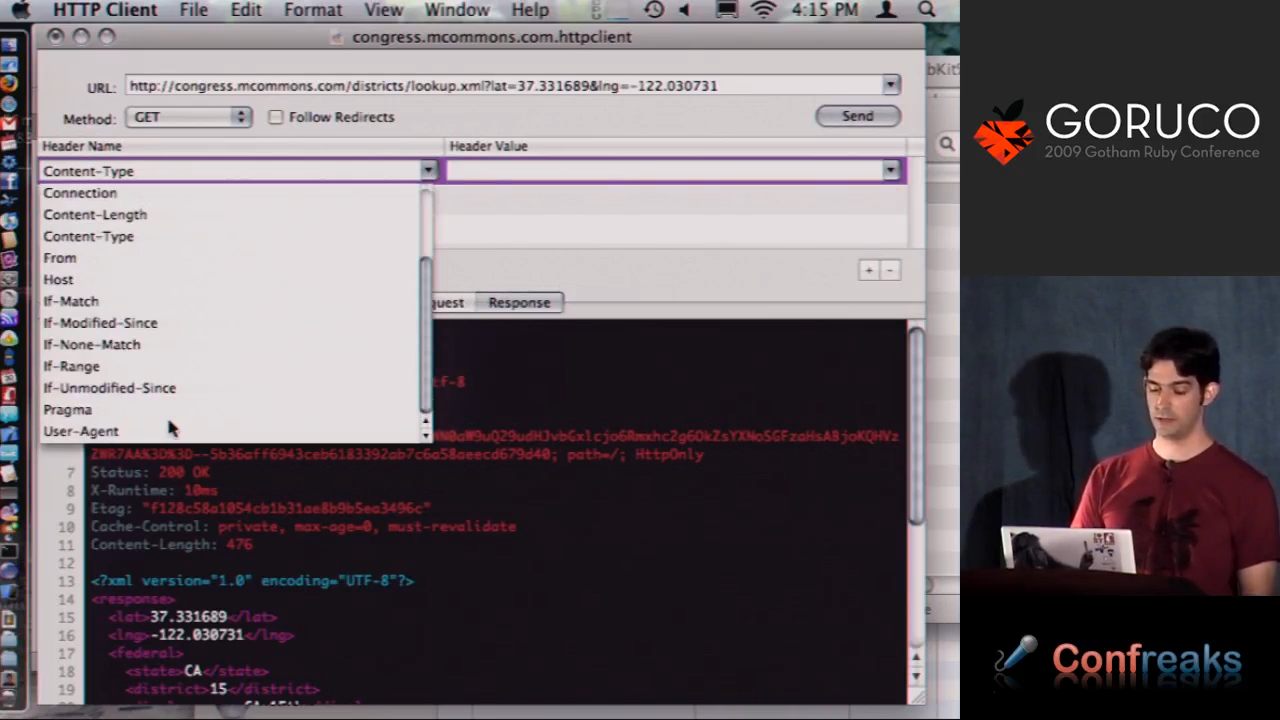 HTTP Client File Edit Format View Window Help 4:15 PM
congress.mcommons.com.httpclient
URL: http://congress.mcommons.com/districts/lookup.xml?lat=37.331689&lng=-122.030731
Method: GET Follow Redirects Send
Header Name Header Value
Content-Type
Connection
Content-Length
Content-Type
From
Host
If-Match
If-Modified-Since
If-None-Match
If-Range
If-Unmodified-Since
Pragma
User-Agent
+ -
quest Response
tf-8
7 Status: 200 OK
8 X-Runtime: 10ms
9 Etag: "f128c58a1054cb1b31ae8b9b5ea3496c"
10 Cache-Control: private, max-age=0, must-revalidate
11 Content-Length: 476
12
13 <?xml version="1.0" encoding="UTF-8"?>
14 <response>
15 <lat>37.331689</lat>
16 <lng>-122.030731</lng>
17 <federal>
18 <state>CA</state>
19 <district>15</district>
GORUCO
2009 Gotham Ruby Conference
Confreaks